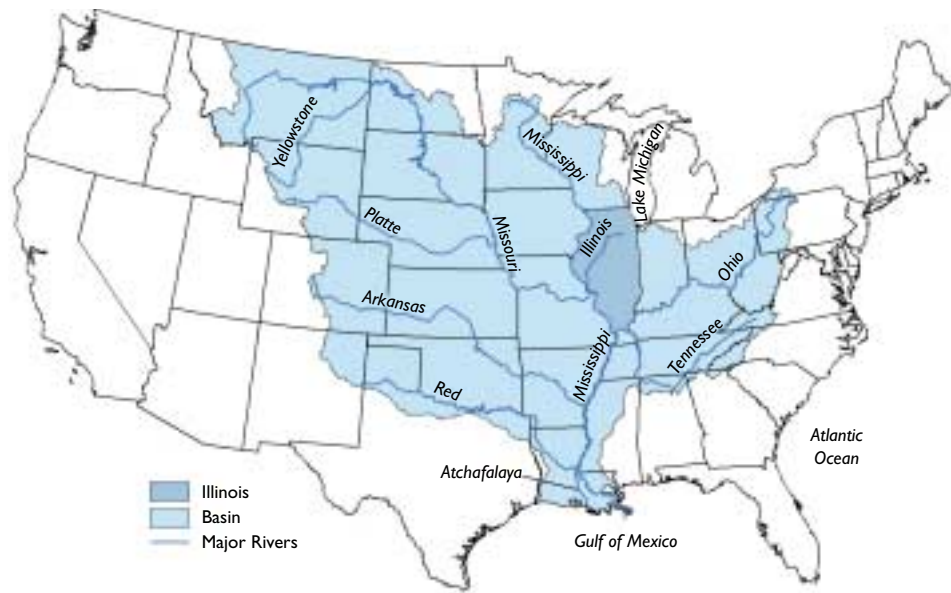 Yellowstone
Mississippi
Lake Michigan
Platte
Missouri
Illinois
Ohio
Arkansas
Mississippi
Tennessee
Red
Atlantic
Ocean
Atchafalaya
Illinois
Basin
Major Rivers
Gulf of Mexico